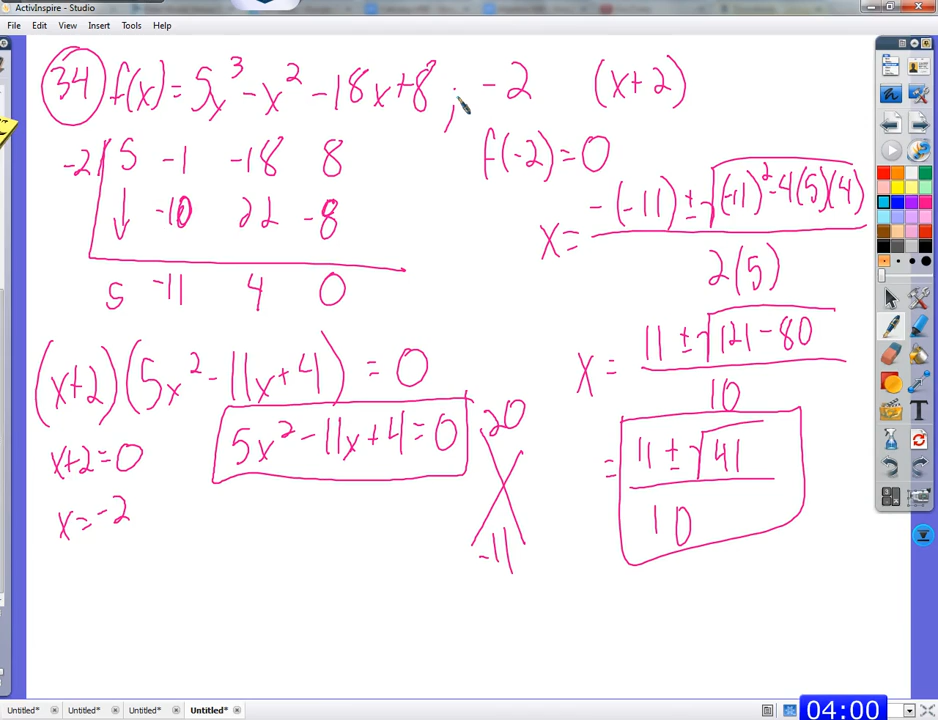 ActivInspire - Studio
File Edit View Insert Tools Help
34 f(x) = 5x³ - x² - 18x + 8 ; -2 (x+2)
-2 5 -1 -18 8
f(-2) = 0
↓ -10 22 -8
5 -11 4 0
x = -(-11) ± √(-11)² - 4(5)(4) / 2(5)
x = 11 ± √121 - 80 / 10
= 11 ± √41 / 10
(x+2)(5x² - 11x + 4) = 0
5x² - 11x + 4 = 0
x+2 = 0
x = -2
20
-11
Untitled* Untitled* Untitled* Untitled*
04:00